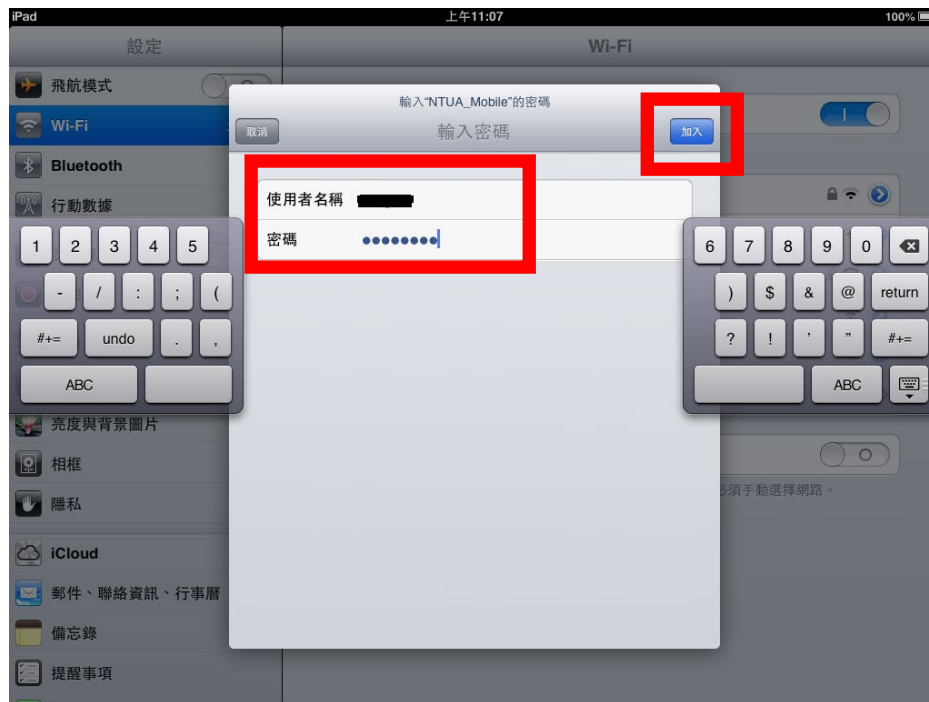 iPad 上午11:07 100%
設定
Wi-Fi
飛航模式
Wi-Fi
Bluetooth
行動數據
亮度與背景圖片
相框
隱私
iCloud
郵件、聯絡資訊、行事曆
備忘錄
提醒事項
輸入“NTUA_Mobile”的密碼
取消 輸入密碼 加入
使用者名稱
密碼 ●●●●●●●●
必須手動選擇網路。
1 2 3 4 5
- / : ; (
#+= undo . ,
ABC
6 7 8 9 0
) $ & @ return
? ! ' " #+=
ABC